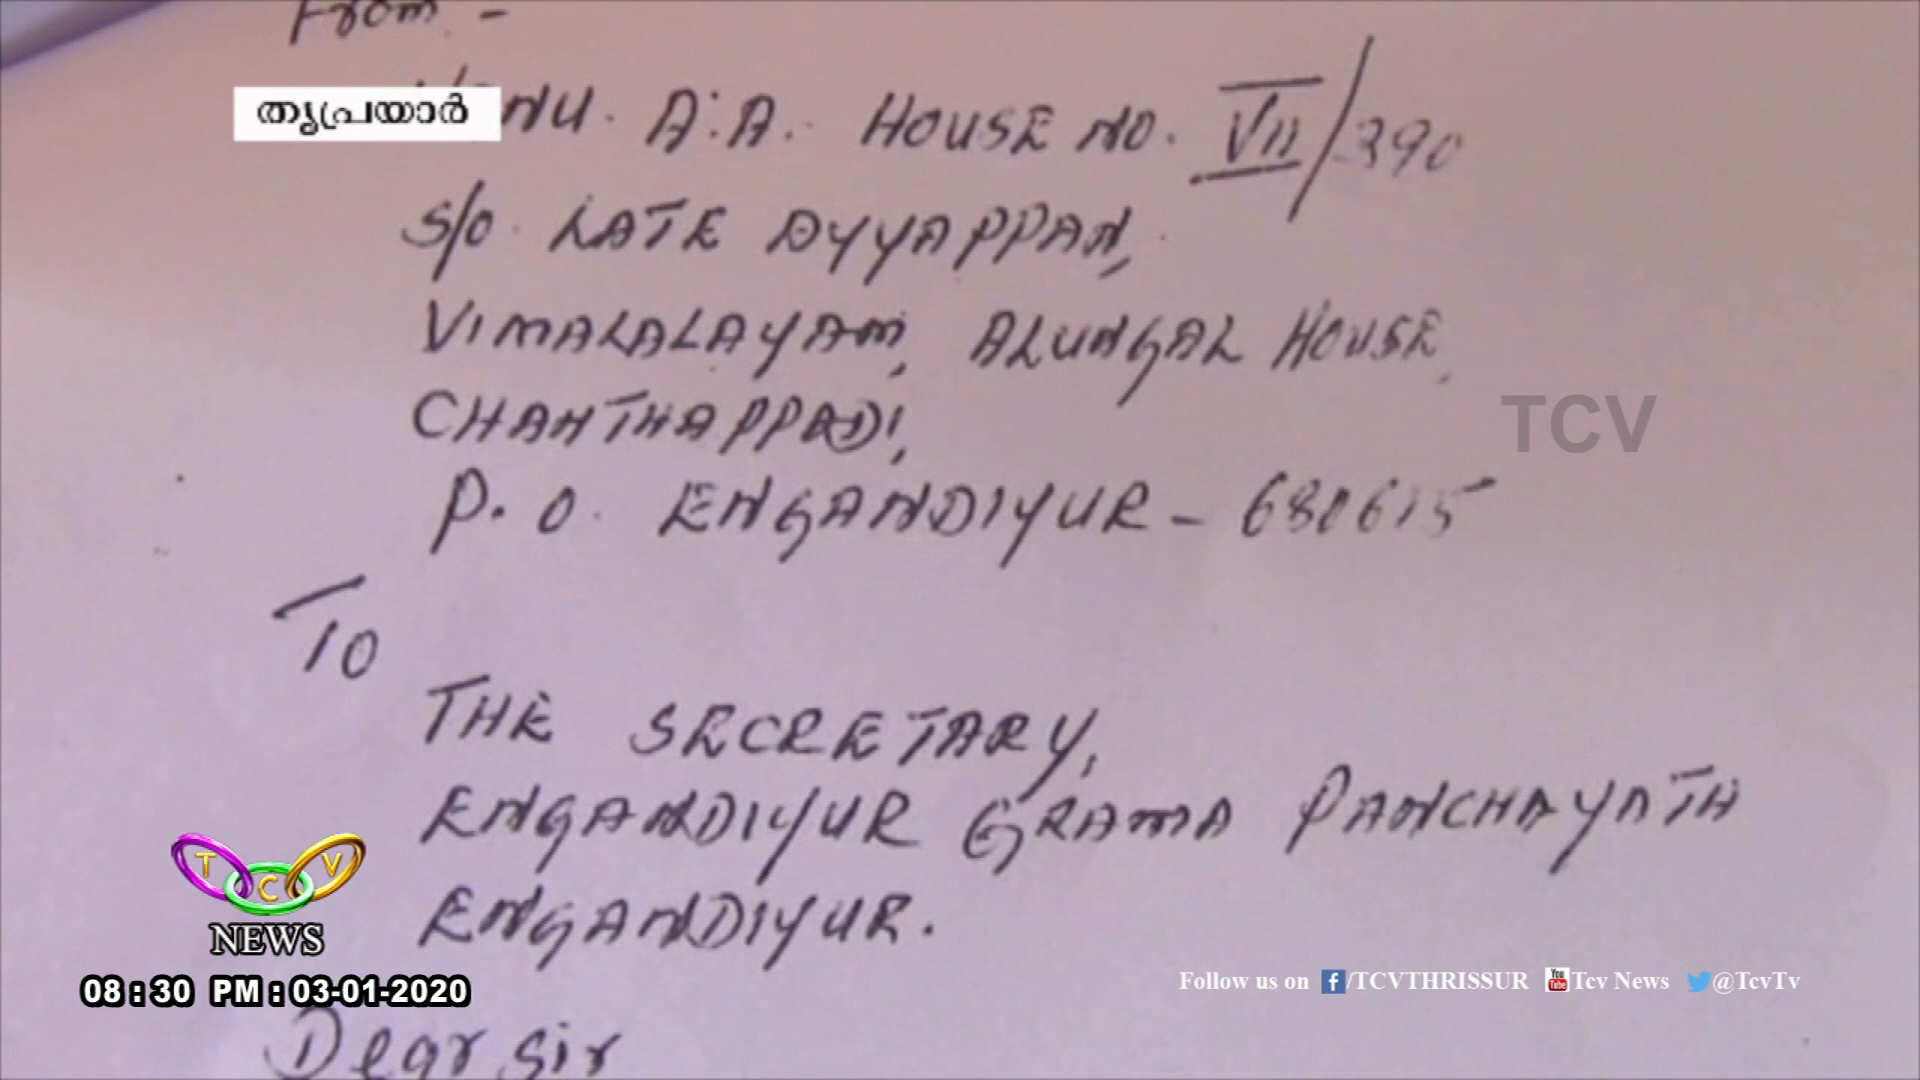 From -
തൃപ്രയാർ
A.A. HOUSE NO. VII/390
S/O. LATE AYYAPPAN,
VIMALALAYAM, ALUNGAL HOUSE,
CHANTHAPPADI,
TCV
P.O. ENGANDIYUR - 680615
TO
THE SECRETARY,
ENGANDIYUR GRAMA PANCHAYATH
ENGANDIYUR.
TCV
NEWS
Follow us on f/TCVTHRISSUR You Tube Tcv News @TcvTv
08 : 30 PM : 03-01-2020
Dear sir